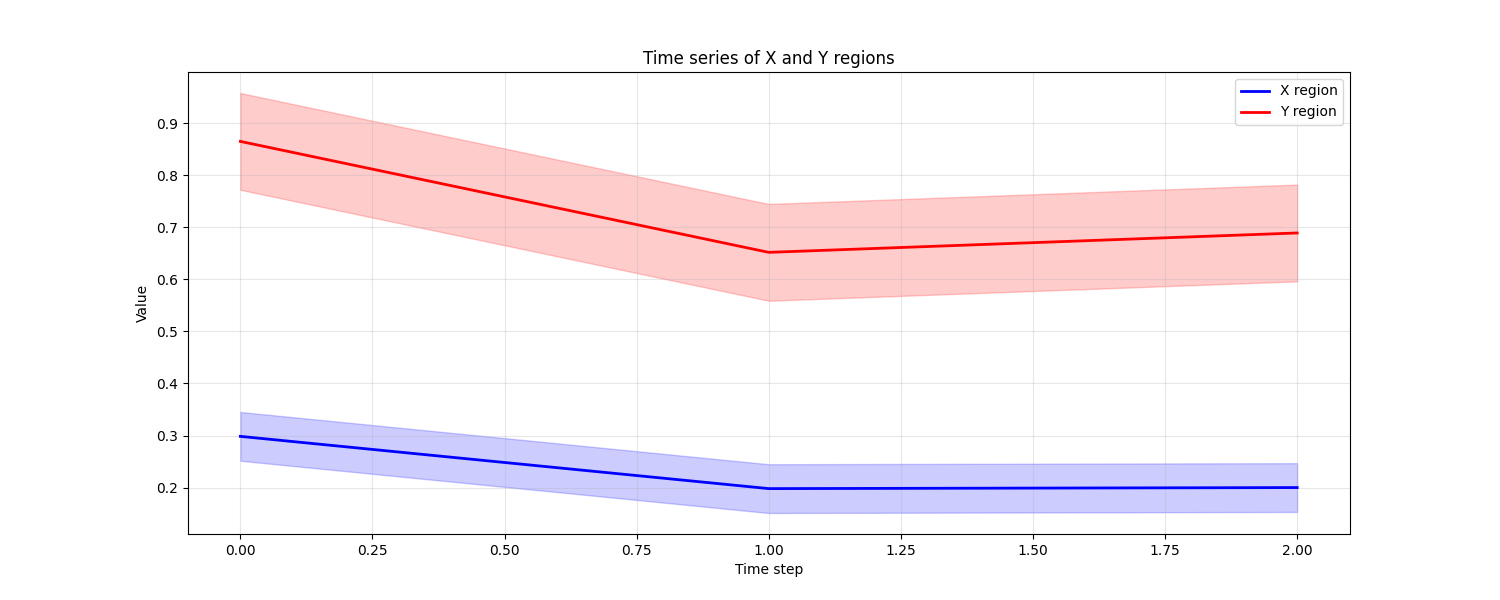 Time series of X and Y regions
X region
Y region
0.9
0.8
0.7
0.6
0.5
0.4
0.3
0.2
Value
0.00 0.25 0.50 0.75 1.00 1.25 1.50 1.75 2.00
Time step